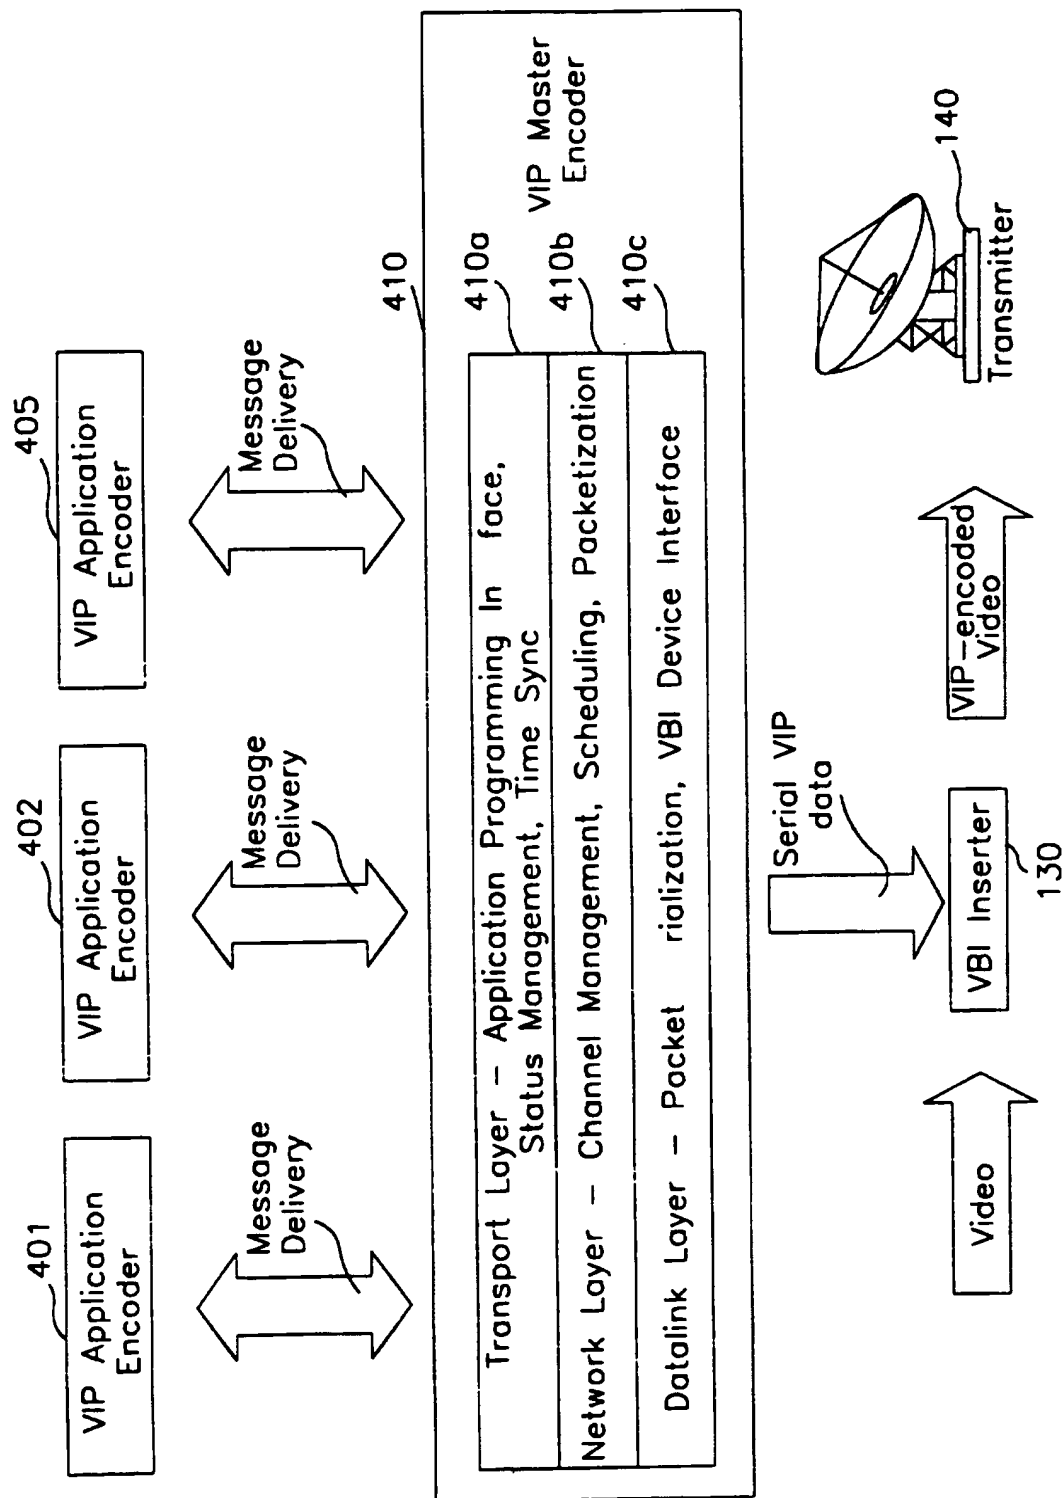 401
VIP Application
Encoder
402
VIP Application
Encoder
405
VIP Application
Encoder
Message
Delivery
Message
Delivery
Message
Delivery
410
VIP Master
Encoder
410a
Transport Layer – Application Programming In face,
Status Management, Time Sync
410b
Network Layer – Channel Management, Scheduling, Packetization
410c
Datalink Layer – Packet rialization, VBI Device Interface
Serial VIP
data
Video
VBI Inserter
130
VIP–encoded
Video
140
Transmitter